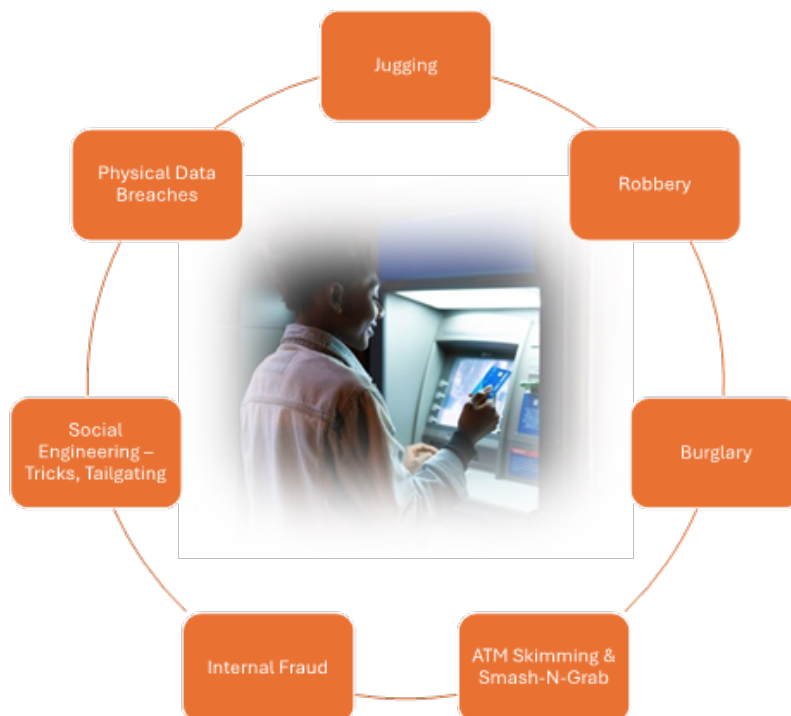 Jugging
Robbery
Burglary
ATM Skimming &
Smash-N-Grab
Internal Fraud
Social
Engineering –
Tricks, Tailgating
Physical Data
Breaches